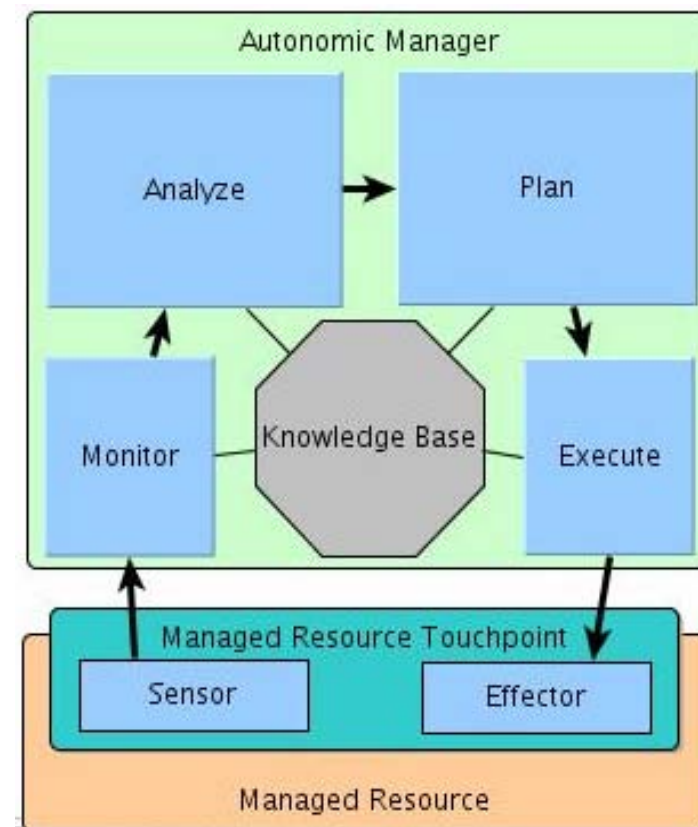 Autonomic Manager
Analyze
Plan
Monitor
Knowledge Base
Execute
Managed Resource Touchpoint
Sensor
Effector
Managed Resource